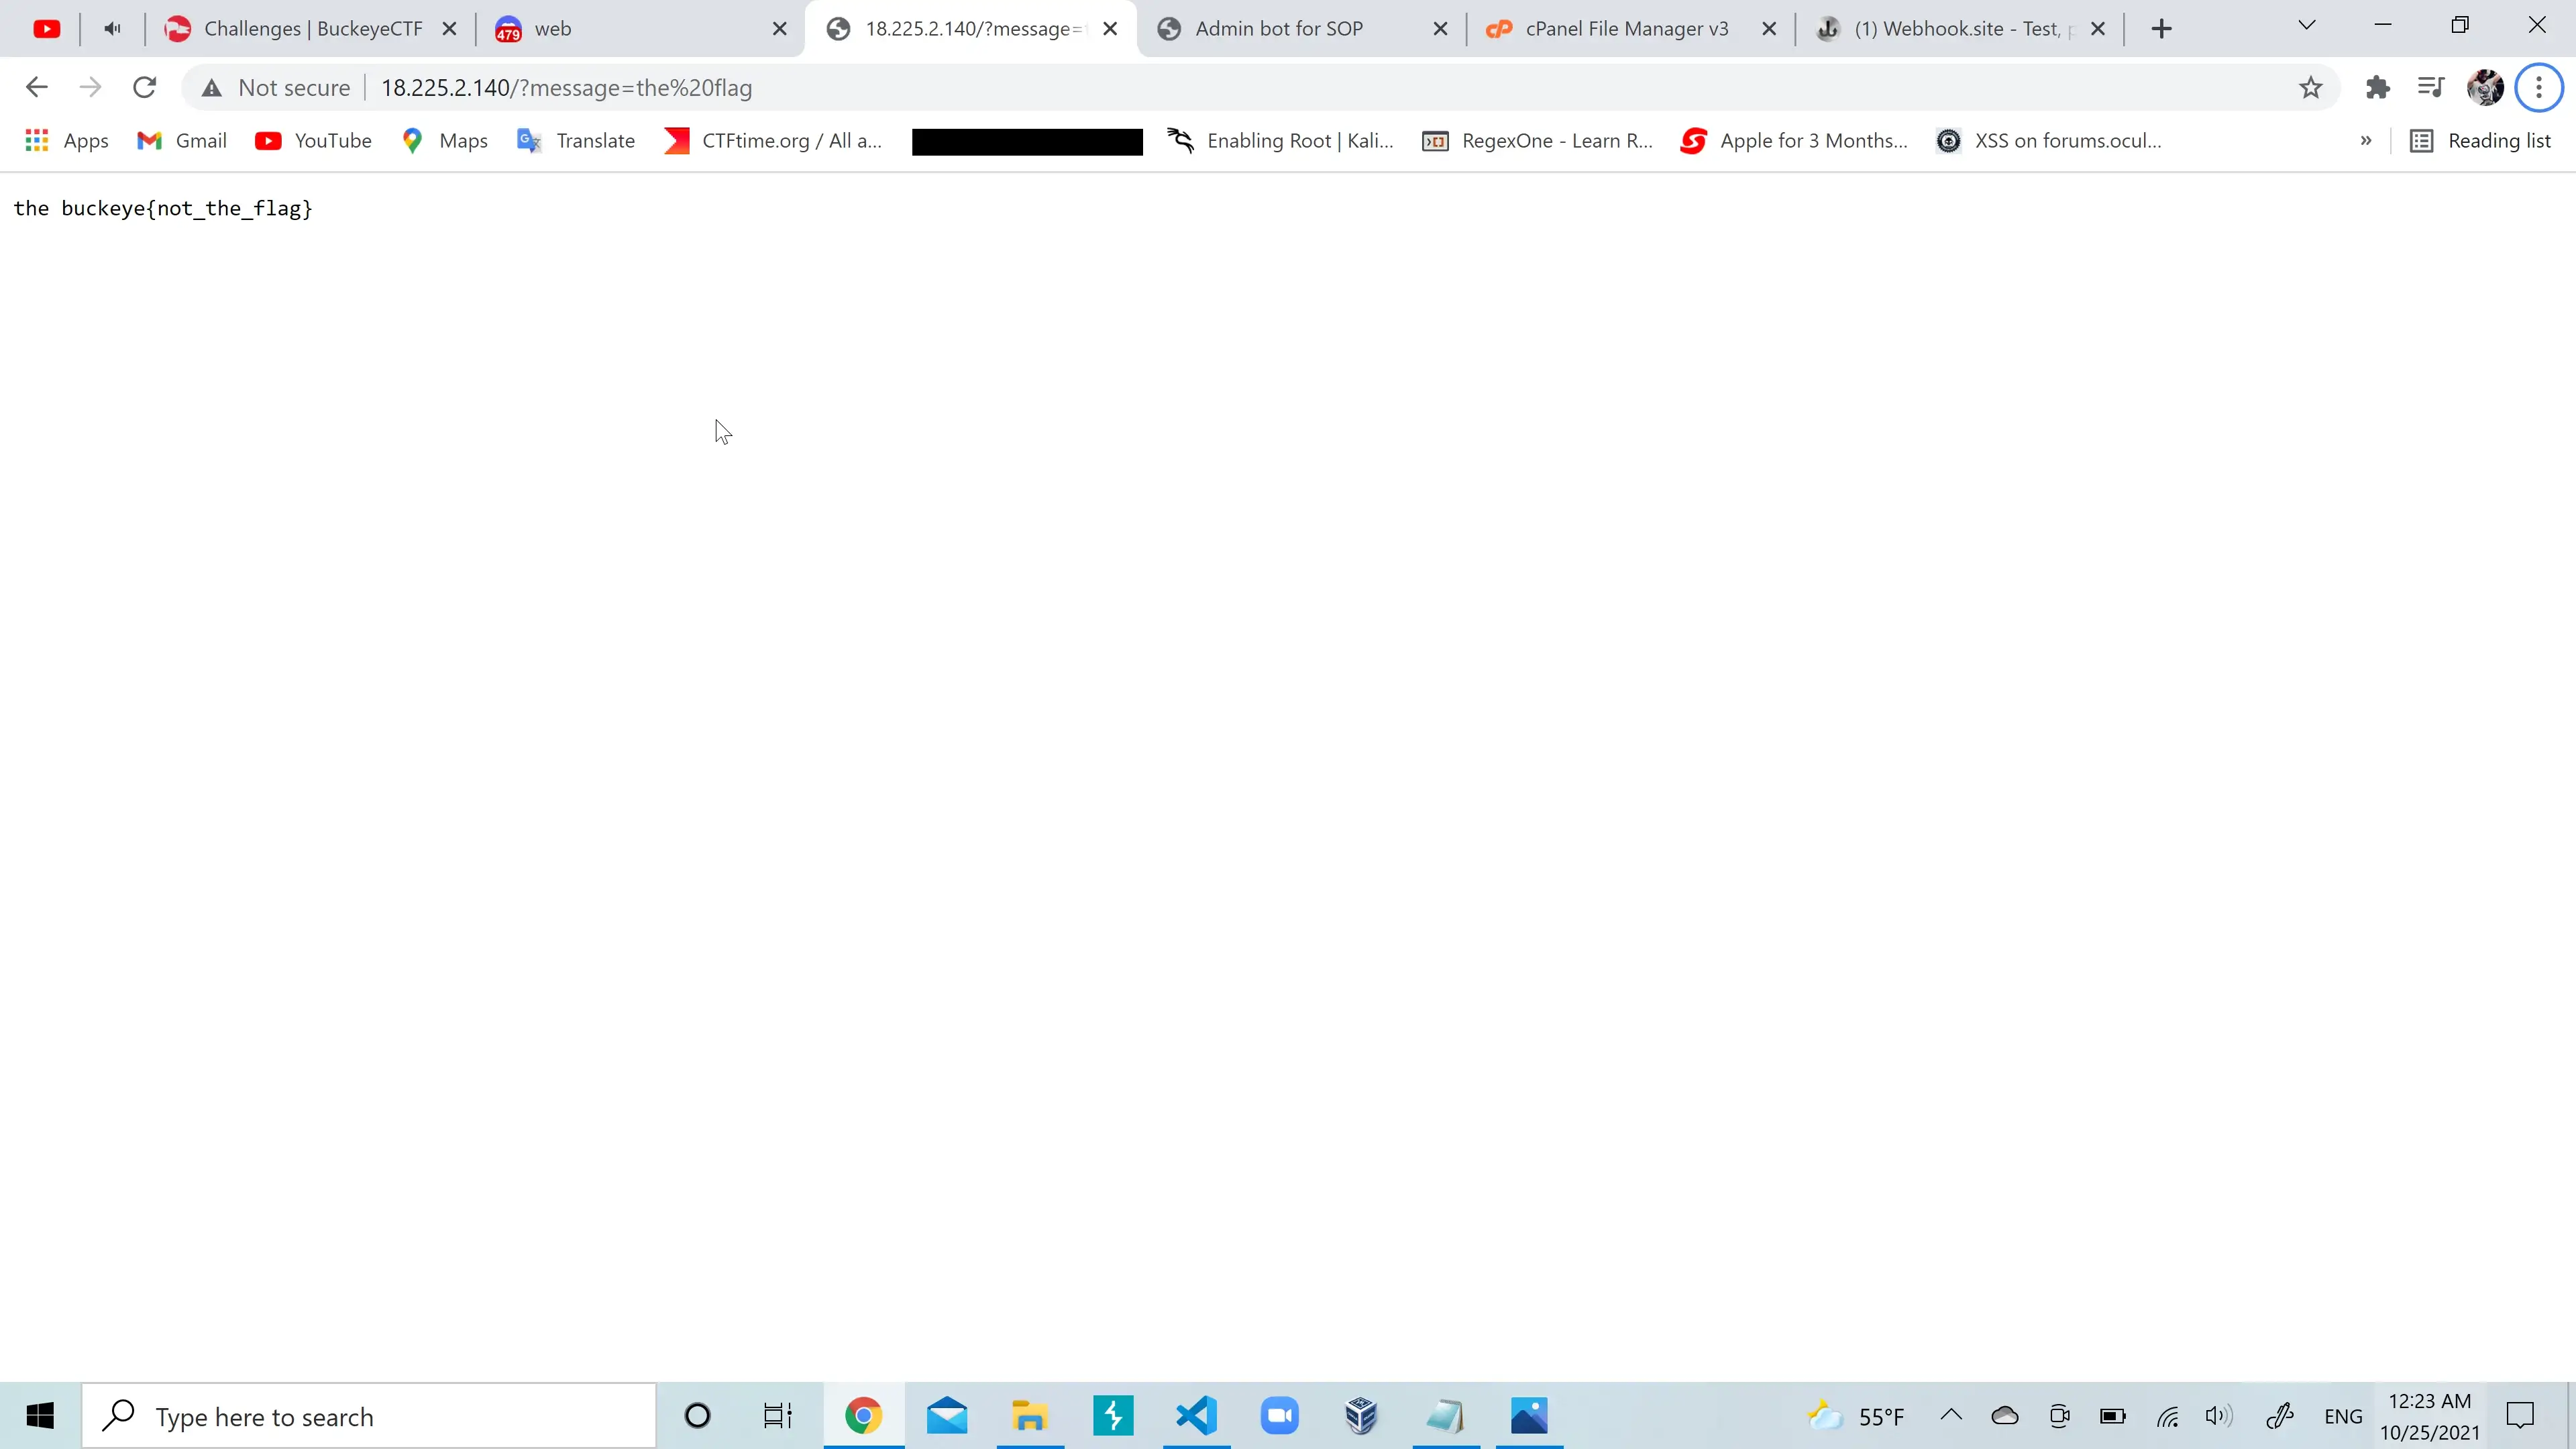 Challenges | BuckeyeCTF
479 web
18.225.2.140/?message=
Admin bot for SOP
cPanel File Manager v3
(1) Webhook.site - Test, p
Not secure 18.225.2.140/?message=the%20flag
Apps
Gmail
YouTube
Maps
Translate
CTFtime.org / All a...
Enabling Root | Kali...
RegexOne - Learn R...
Apple for 3 Months...
XSS on forums.ocul...
»
Reading list
the buckeye{not_the_flag}
Type here to search
55°F
ENG
12:23 AM
10/25/2021